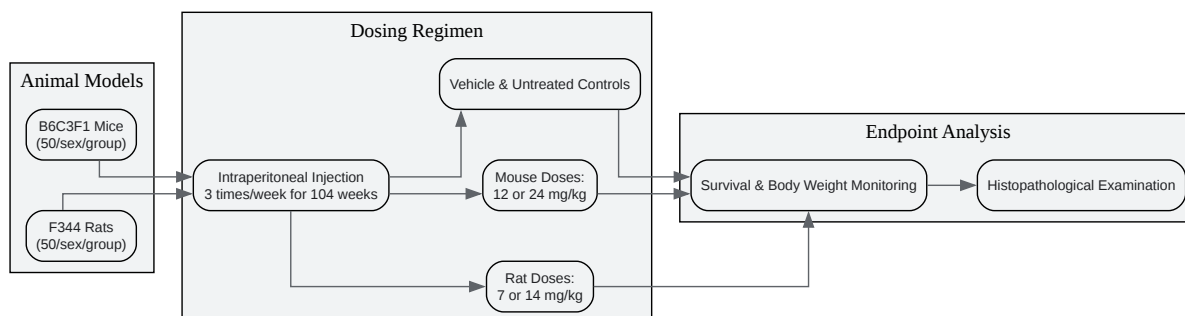 Animal Models
B6C3F1 Mice
(50/sex/group)
F344 Rats
(50/sex/group)
Dosing Regimen
Intraperitoneal Injection
3 times/week for 104 weeks
Vehicle & Untreated Controls
Mouse Doses:
12 or 24 mg/kg
Rat Doses:
7 or 14 mg/kg
Endpoint Analysis
Survival & Body Weight Monitoring
Histopathological Examination